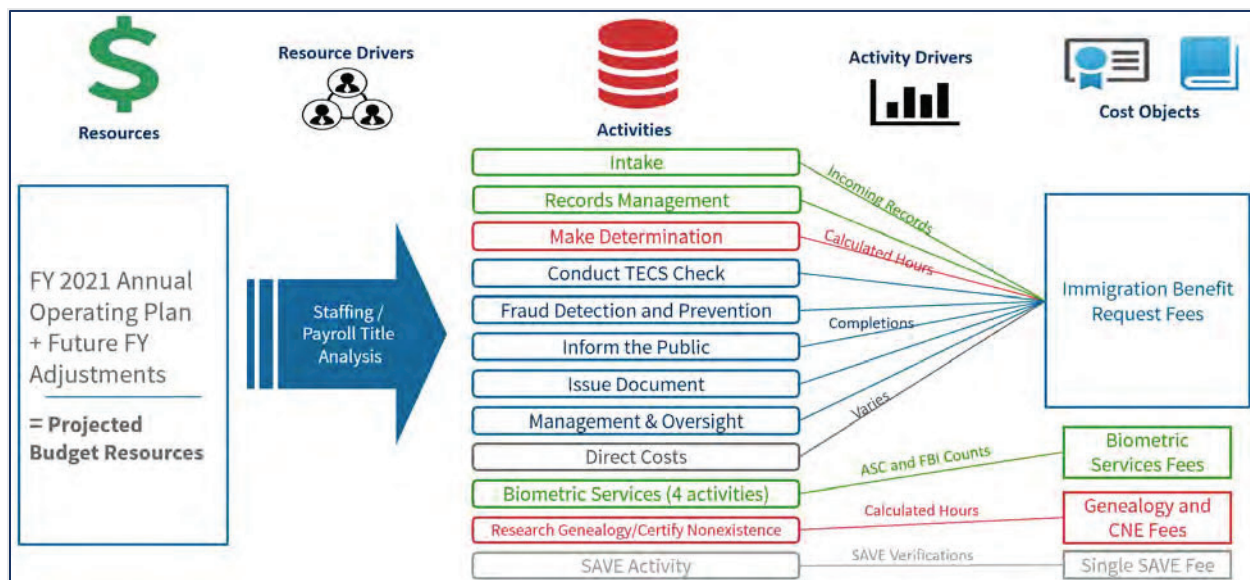 Resources
Resource Drivers
Activities
Activity Drivers
Cost Objects
FY 2021 Annual
Operating Plan
+ Future FY
Adjustments
= Projected
Budget Resources
Staffing /
Payroll Title
Analysis
Intake
Records Management
Make Determination
Conduct TECS Check
Fraud Detection and Prevention
Inform the Public
Issue Document
Management & Oversight
Direct Costs
Biometric Services (4 activities)
Research Genealogy/Certify Nonexistence
SAVE Activity
Incoming Records
Calculated Hours
Completions
Varies
ASC and FBI Counts
Calculated Hours
SAVE Verifications
Immigration Benefit
Request Fees
Biometric
Services Fees
Genealogy and
CNE Fees
Single SAVE Fee